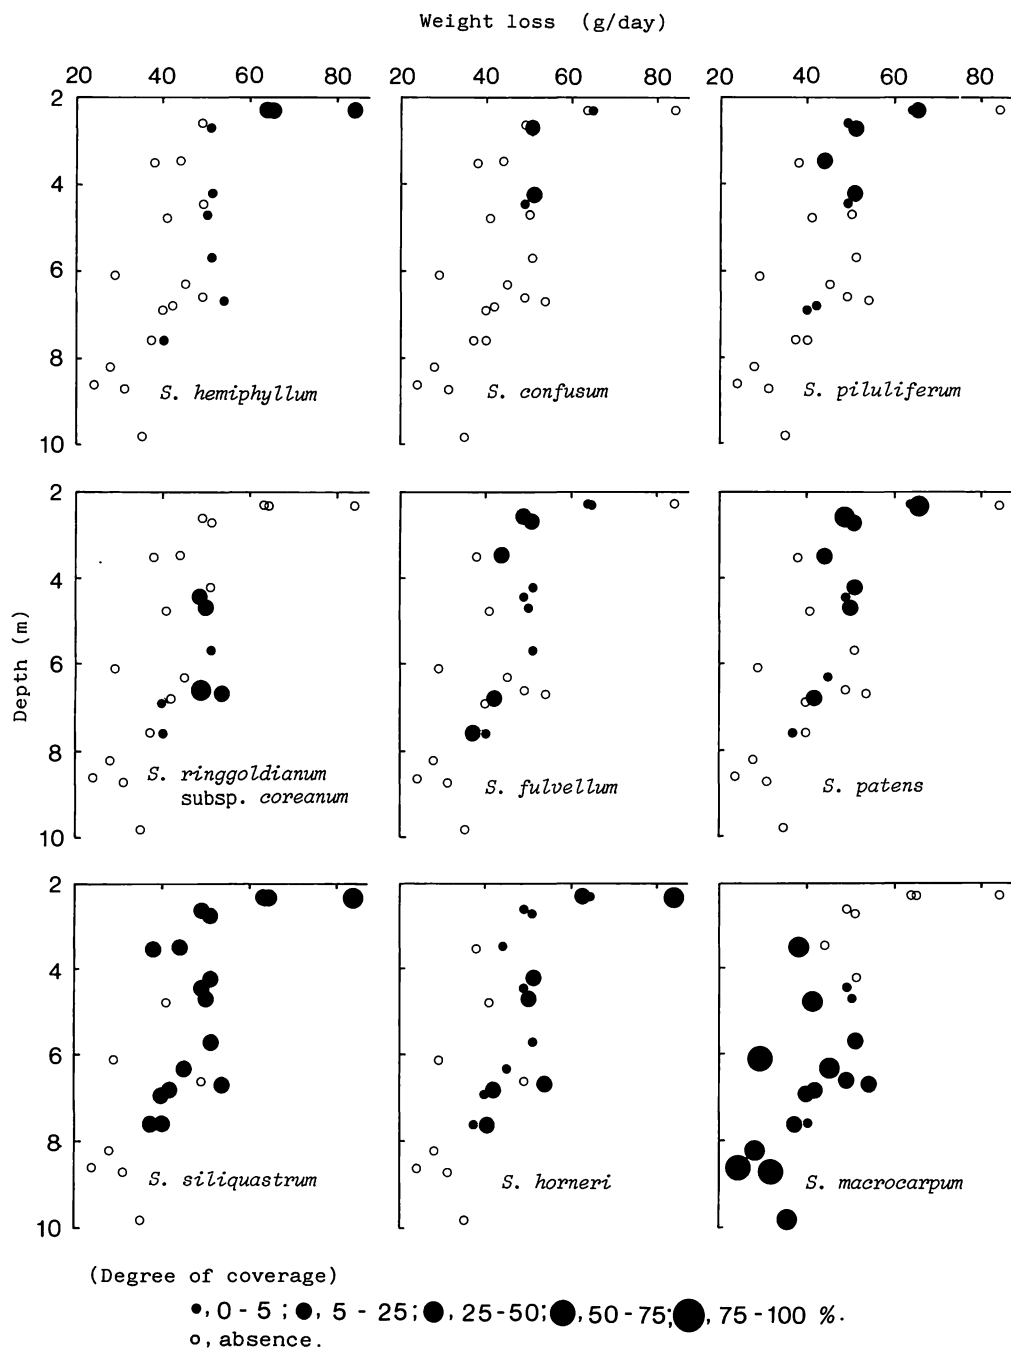 Weight loss (g/day)
20 40 60 80 20 40 60 80 20 40 60 80
2
4
6
8
10
S. hemiphyllum S. confusum S. piluliferum
2
4
6
8
10
Depth (m)
S. ringgoldianum
subsp. coreanum
S. fulvellum S. patens
2
4
6
8
10
S. siliquastrum S. horneri S. macrocarpum
(Degree of coverage)
●, 0 - 5 ; ●, 5 - 25; ●, 25-50; ●, 50-75; ●, 75-100 %.
○, absence.